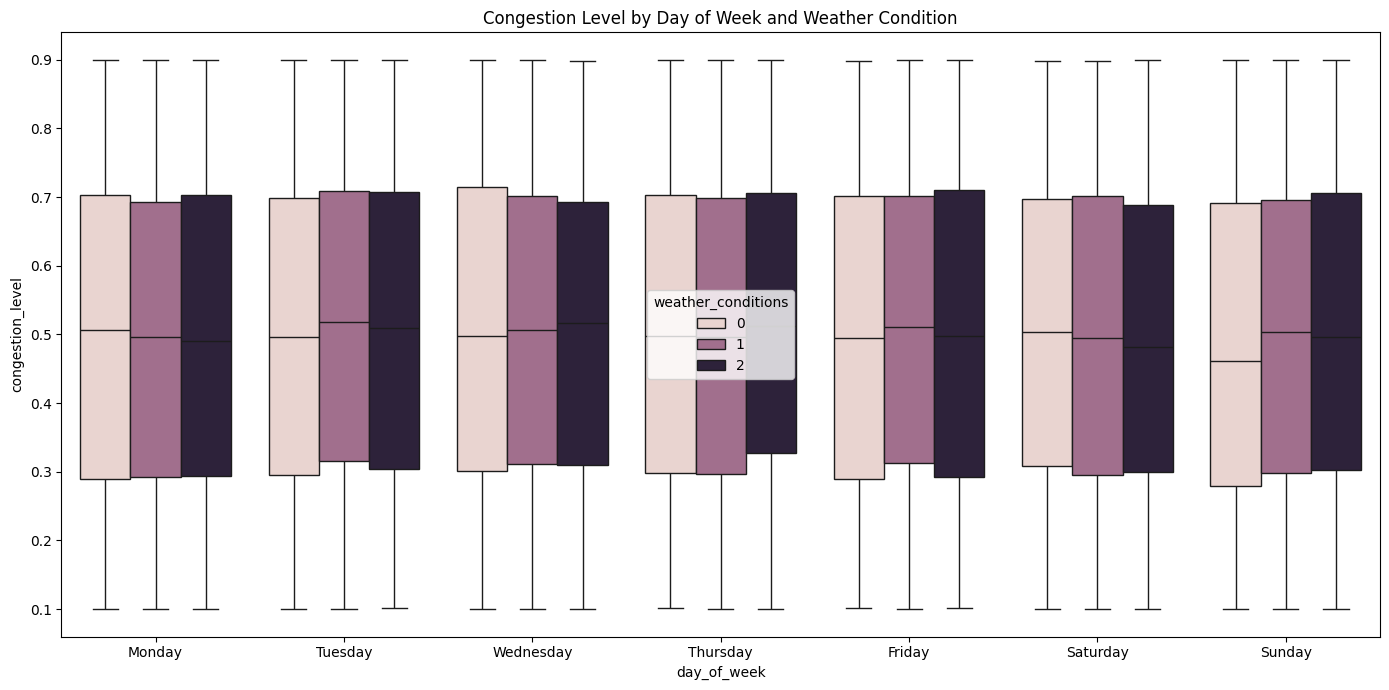 Congestion Level by Day of Week and Weather Condition
congestion_level
0.9
0.8
0.7
0.6
0.5
0.4
0.3
0.2
0.1
weather_conditions
0
1
2
Monday Tuesday Wednesday Thursday Friday Saturday Sunday
day_of_week